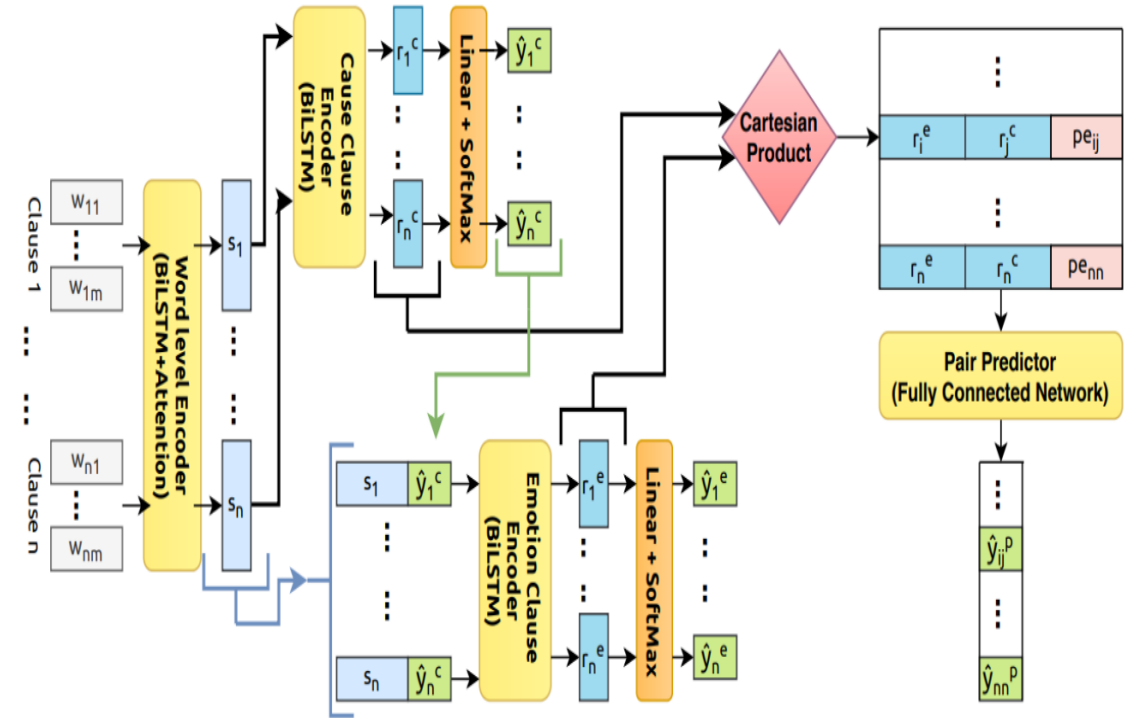 Clause 1
w₁₁
⋮
w₁ₘ
⋮ ⋮
Clause n
wₙ₁
⋮
wₙₘ
Word level Encoder
(BiLSTM+Attention)
s₁
⋮
⋮
sₙ
Cause Clause
Encoder
(BiLSTM)
r₁ᶜ
rₙᶜ
Linear + SoftMax
ŷ₁ᶜ
ŷₙᶜ
s₁ ŷ₁ᶜ
⋮
⋮
sₙ ŷₙᶜ
Emotion Clause
Encoder
(BiLSTM)
r₁ᵉ
rₙᵉ
Linear + SoftMax
ŷ₁ᵉ
ŷₙᵉ
Cartesian
Product
⋮
rᵢᵉ rⱼᶜ peᵢⱼ
⋮
rₙᵉ rₙᶜ peₙₙ
Pair Predictor
(Fully Connected Network)
⋮
ŷᵢⱼᵖ
⋮
ŷₙₙᵖ